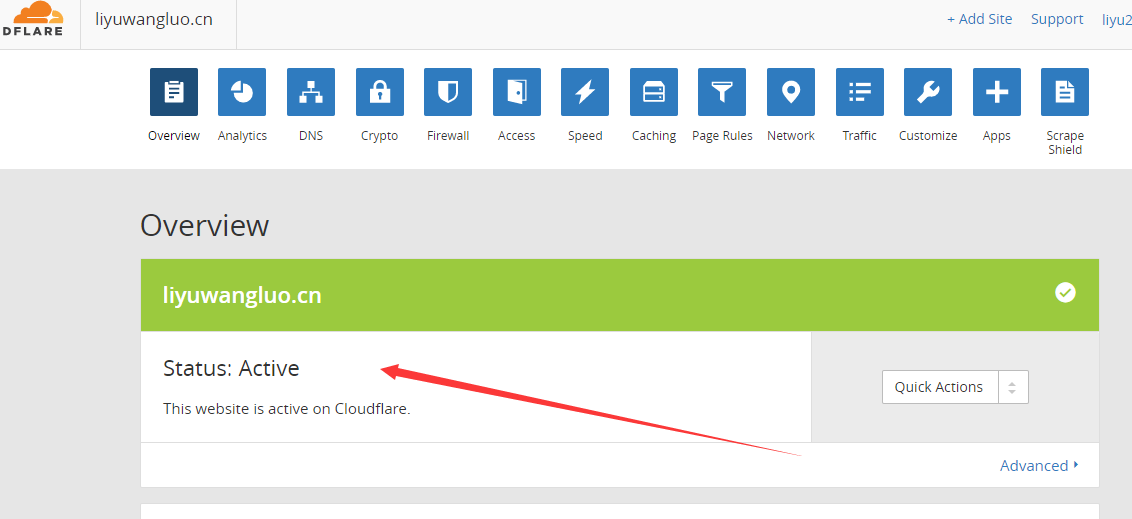 DFLARE
liyuwangluo.cn
+ Add Site Support liyu2
Overview Analytics DNS Crypto Firewall Access Speed Caching Page Rules Network Traffic Customize Apps Scrape
Shield
Overview
liyuwangluo.cn
Status: Active
This website is active on Cloudflare.
Quick Actions
Advanced